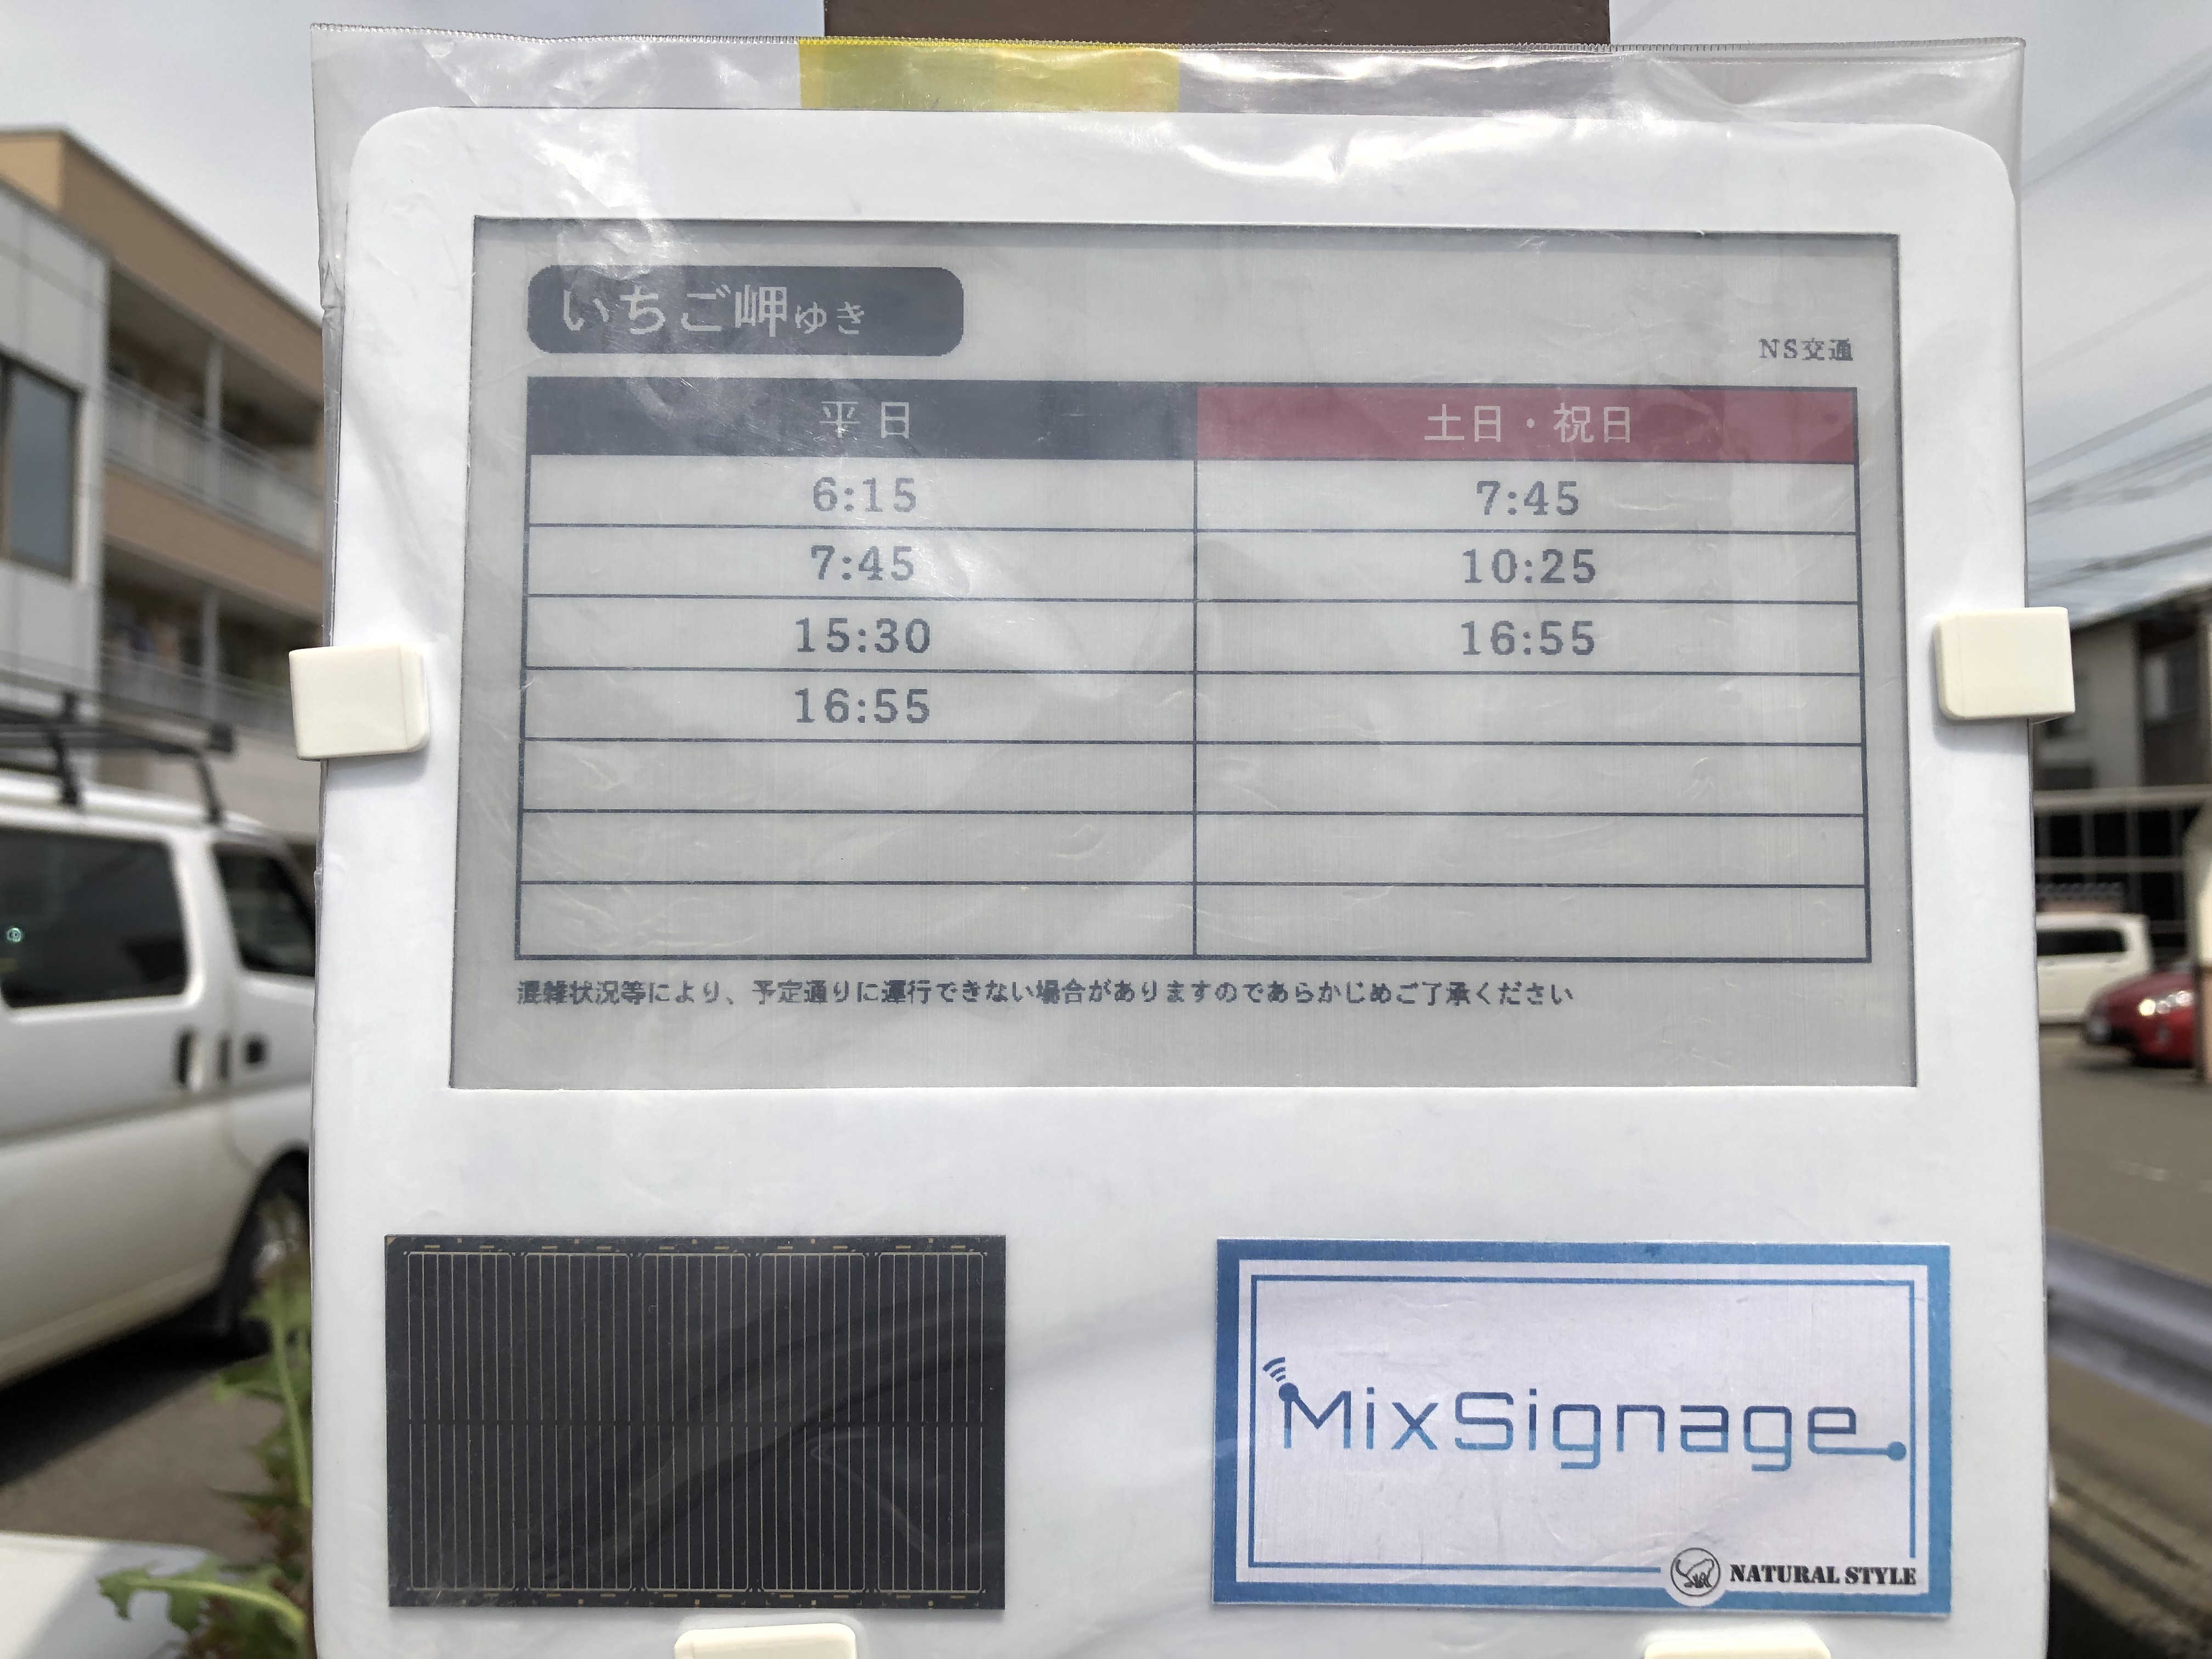 いちご岬ゆき
NS交通
平日 土日・祝日
6:15 7:45
7:45 10:25
15:30 16:55
16:55
混雑状況等により、予定通りに運行できない場合がありますのであらかじめご了承ください
MixSignage
NATURAL STYLE